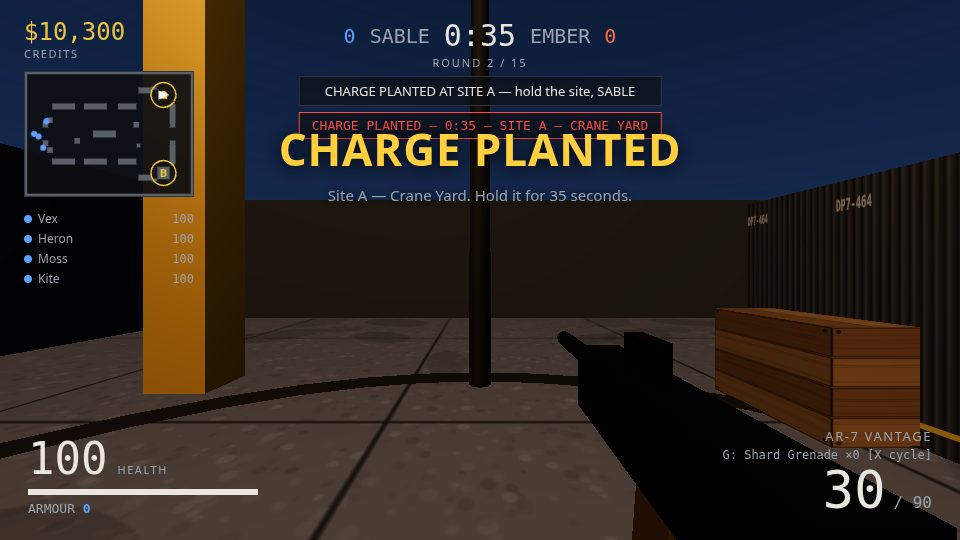 $10,300
CREDITS
0 SABLE 0:35 EMBER 0
ROUND 2 / 15
CHARGE PLANTED AT SITE A — hold the site, SABLE
CHARGE PLANTED — 0:35 — SITE A — CRANE YARD
CHARGE PLANTED
Site A — Crane Yard. Hold it for 35 seconds.
B
Vex 100
Heron 100
Moss 100
Kite 100
DP7-464
DP7-464
100 HEALTH
ARMOUR 0
AR-7 VANTAGE
G: Shard Grenade ×0 [X cycle]
30 / 90